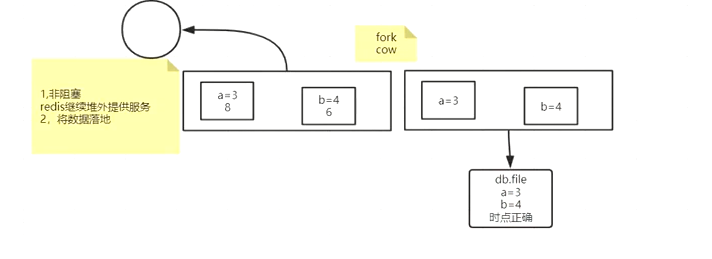 fork
cow
1,非阻塞
redis继续堆外提供服务
2，将数据落地
a=3
8
b=4
6
a=3
b=4
db.file
a=3
b=4
时点正确